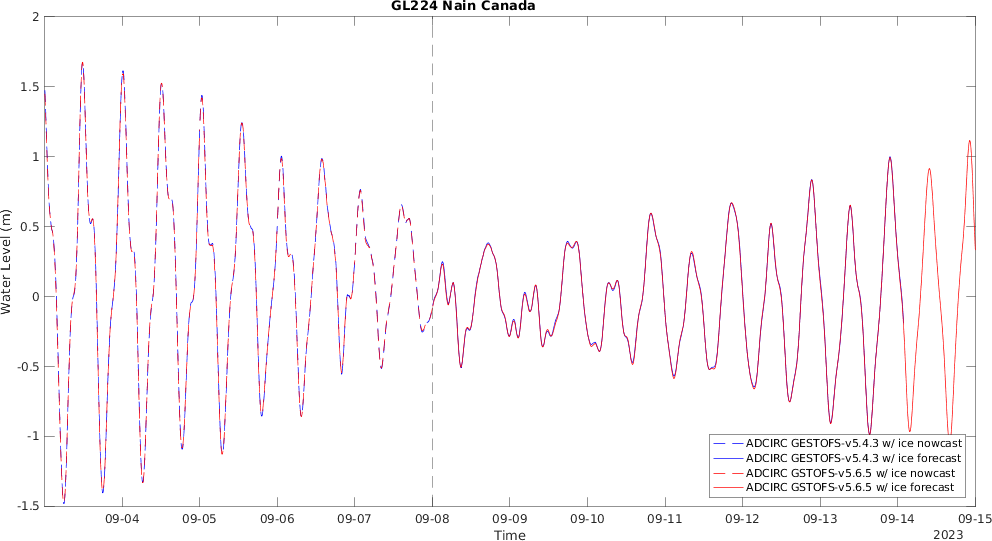 GL224 Nain Canada
2
1.5
1
0.5
0
-0.5
-1
-1.5
Water Level (m)
ADCIRC GESTOFS-v5.4.3 w/ ice nowcast
ADCIRC GESTOFS-v5.4.3 w/ ice forecast
ADCIRC GSTOFS-v5.6.5 w/ ice nowcast
ADCIRC GSTOFS-v5.6.5 w/ ice forecast
09-04 09-05 09-06 09-07 09-08 09-09 09-10 09-11 09-12 09-13 09-14 09-15
Time
2023